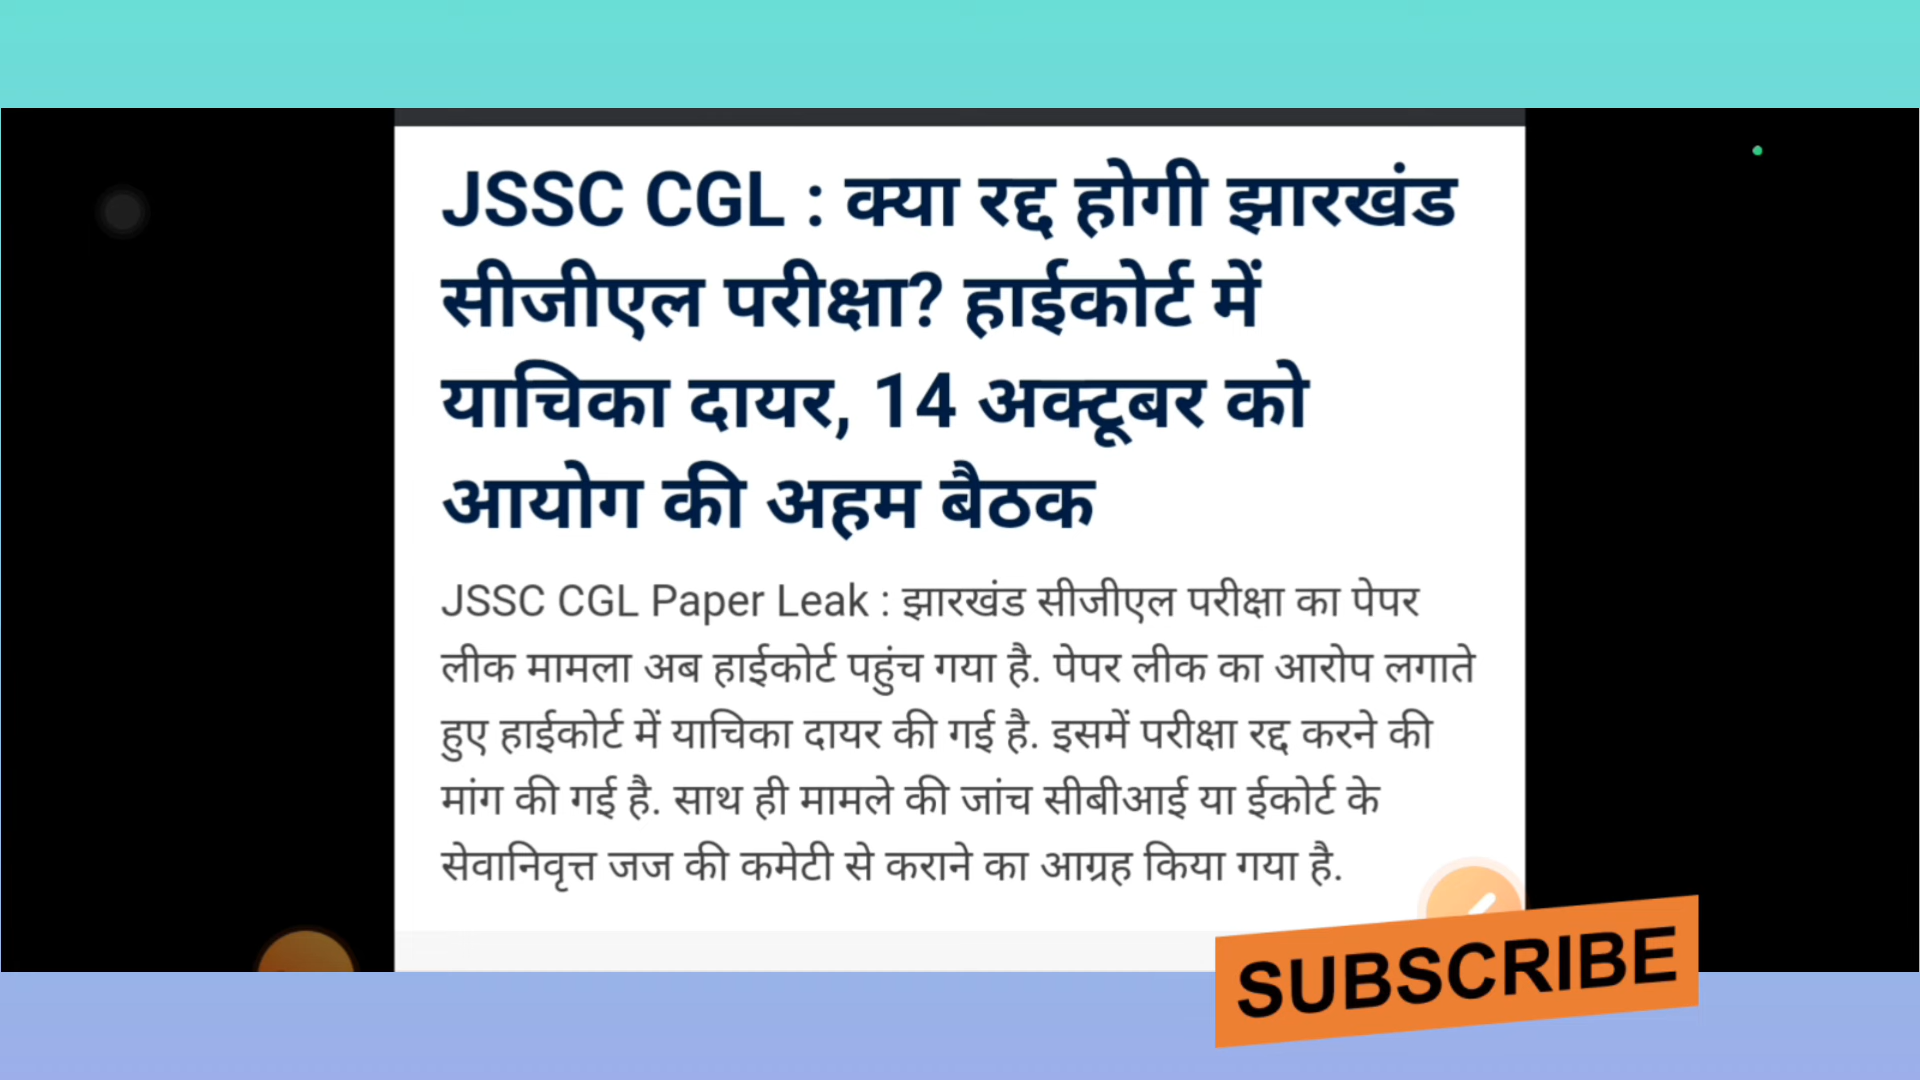 JSSC CGL : क्या रद्द होगी झारखंड
सीजीएल परीक्षा? हाईकोर्ट में
याचिका दायर, 14 अक्टूबर को
आयोग की अहम बैठक
JSSC CGL Paper Leak : झारखंड सीजीएल परीक्षा का पेपर
लीक मामला अब हाईकोर्ट पहुंच गया है. पेपर लीक का आरोप लगाते
हुए हाईकोर्ट में याचिका दायर की गई है. इसमें परीक्षा रद्द करने की
मांग की गई है. साथ ही मामले की जांच सीबीआई या ईकोर्ट के
सेवानिवृत्त जज की कमेटी से कराने का आग्रह किया गया है.
SUBSCRIBE